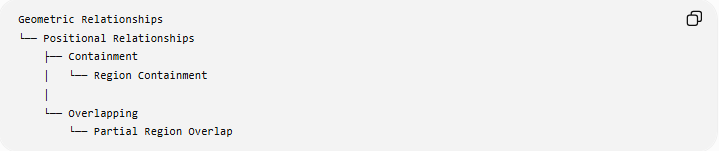 Geometric Relationships
└── Positional Relationships
    ├── Containment
    │   └── Region Containment
    │
    └── Overlapping
        └── Partial Region Overlap